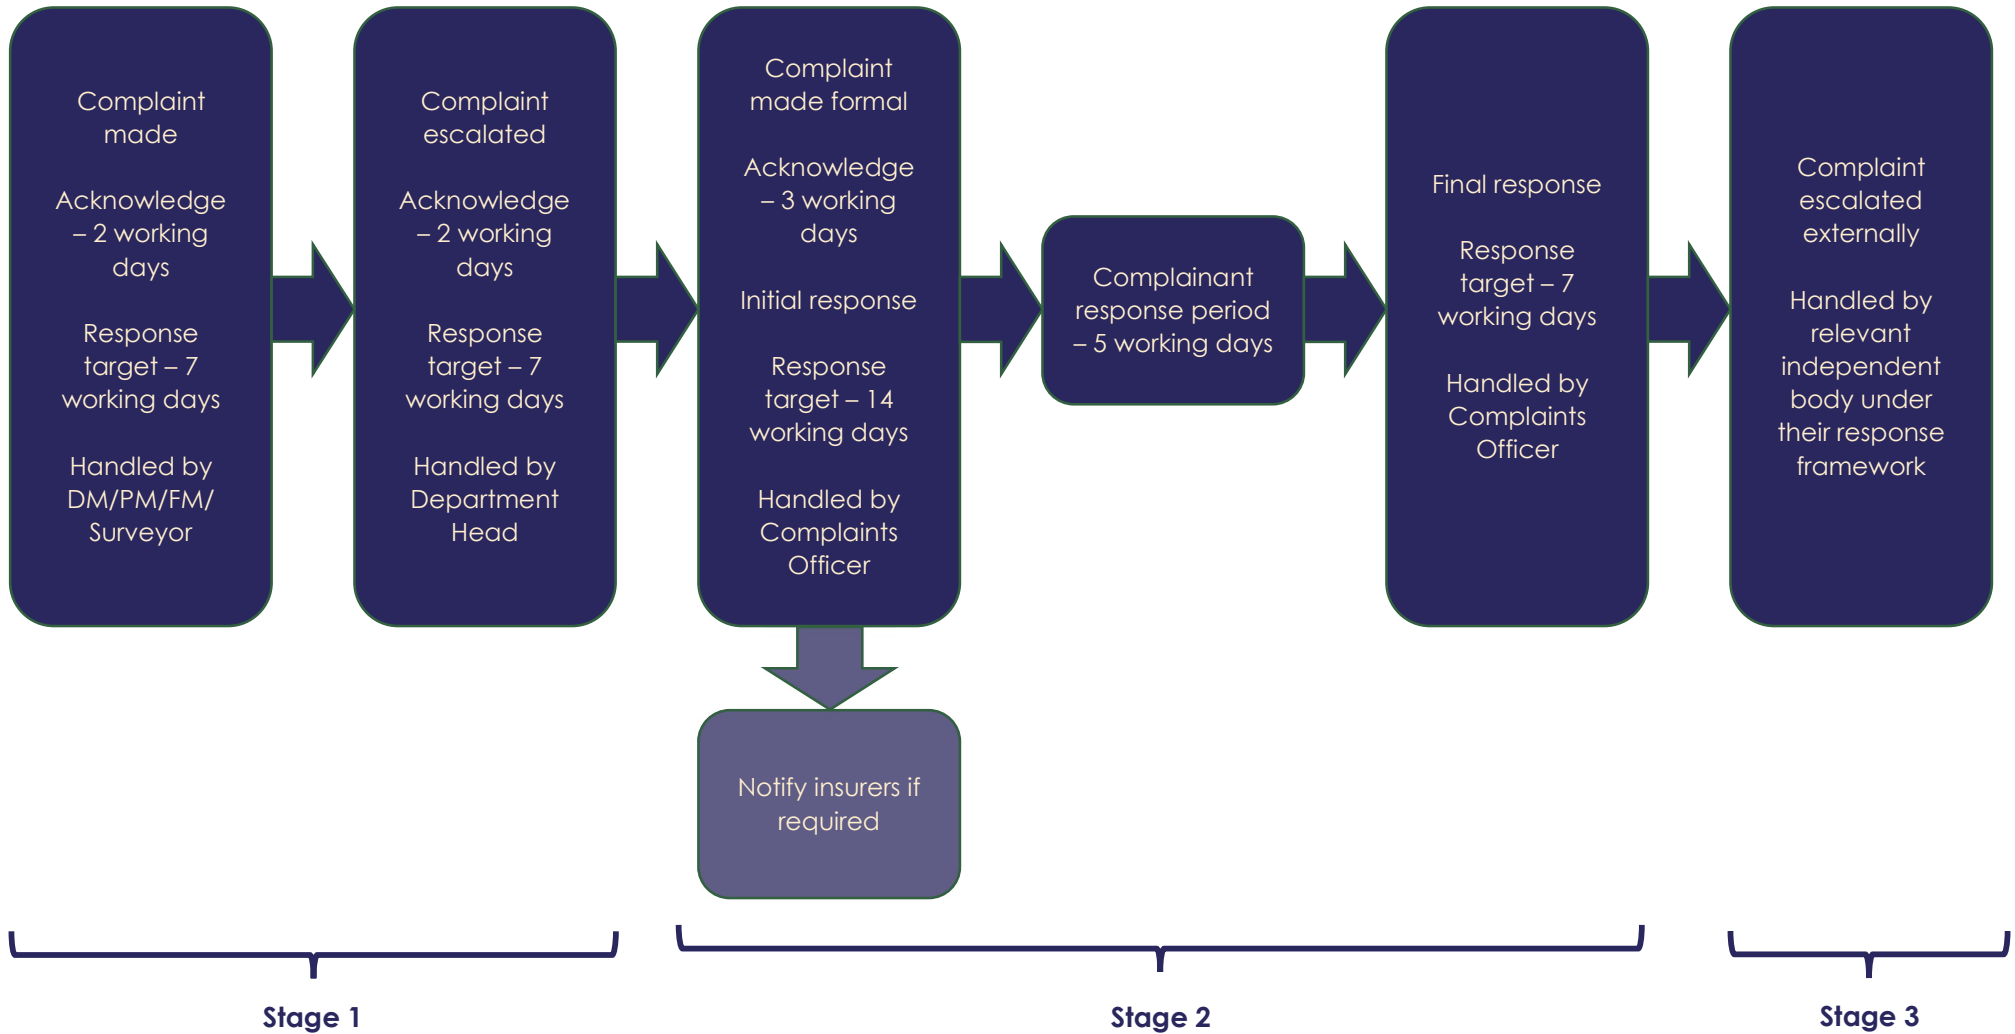 Complaint
made
Acknowledge
– 2 working
days
Response
target – 7
working days
Handled by
DM/PM/FM/
Surveyor
Complaint
escalated
Acknowledge
– 2 working
days
Response
target – 7
working days
Handled by
Department
Head
Complaint
made formal
Acknowledge
– 3 working
days
Initial response
Response
target – 14
working days
Handled by
Complaints
Officer
Notify insurers if
required
Complainant
response period
– 5 working days
Final response
Response
target – 7
working days
Handled by
Complaints
Officer
Complaint
escalated
externally
Handled by
relevant
independent
body under
their response
framework
Stage 1
Stage 2
Stage 3